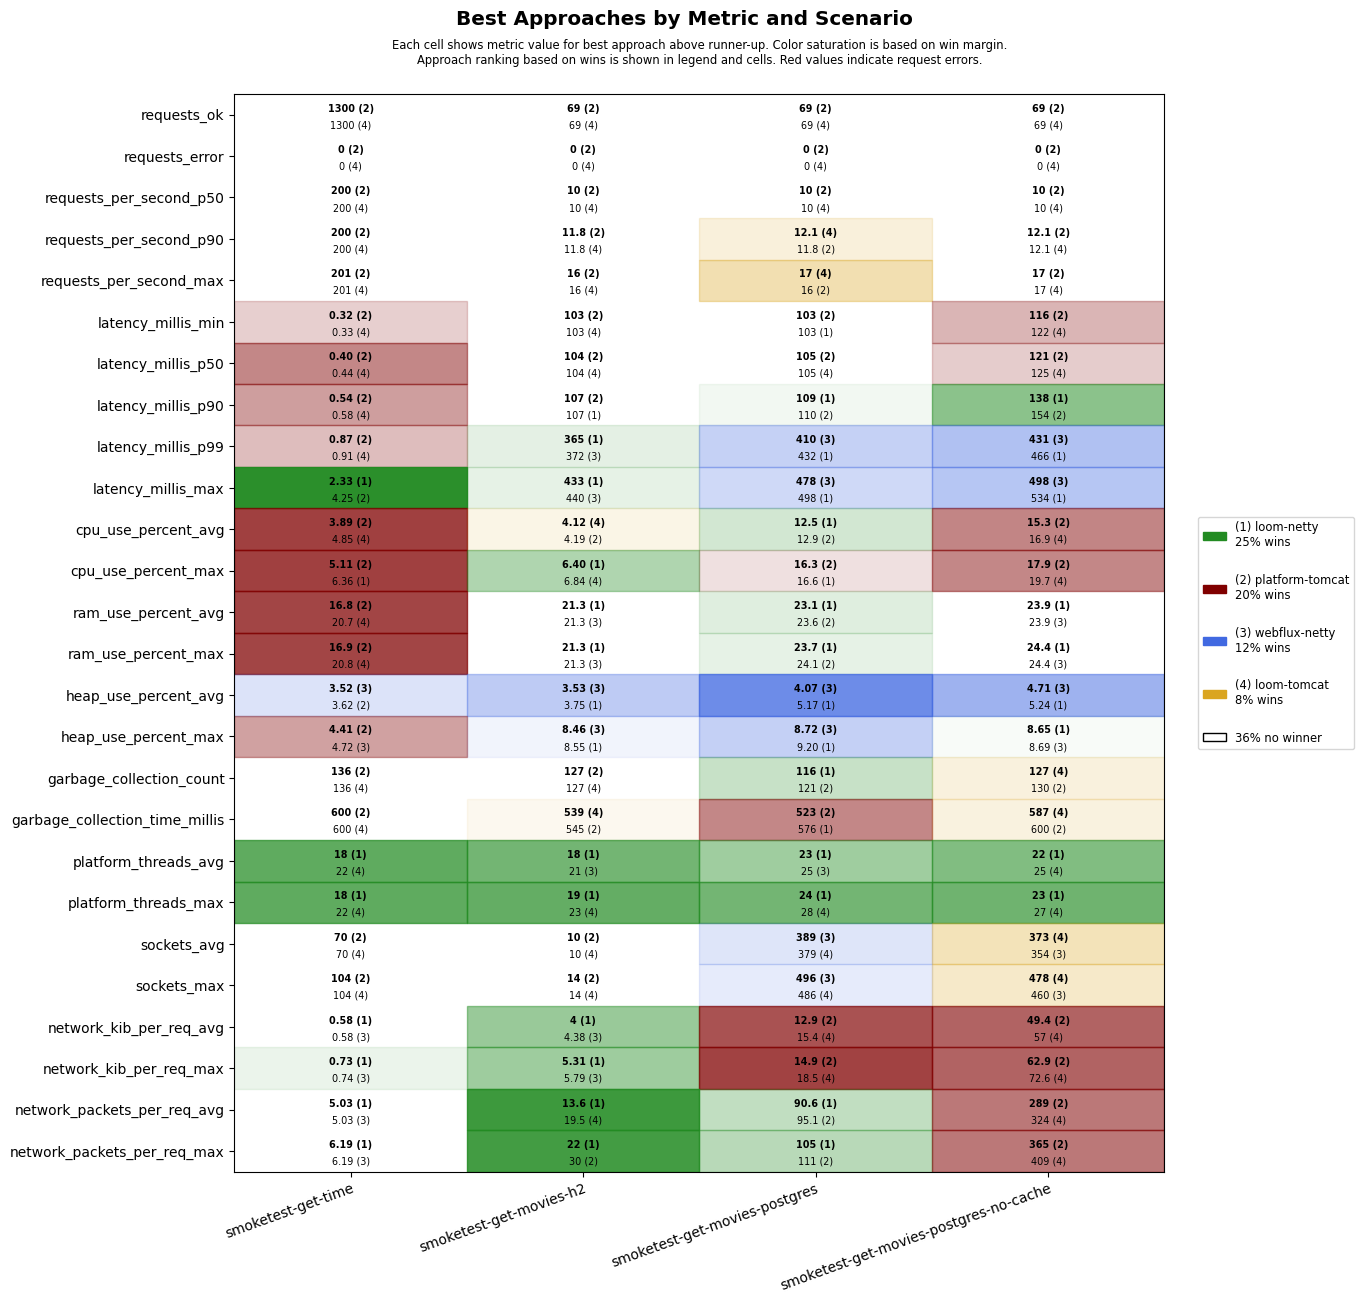 Best Approaches by Metric and Scenario
Each cell shows metric value for best approach above runner-up. Color saturation is based on win margin.
Approach ranking based on wins is shown in legend and cells. Red values indicate request errors.
requests_ok
1300 (2) 69 (2) 69 (2) 69 (2)
1300 (4) 69 (4) 69 (4) 69 (4)
requests_error
0 (2) 0 (2) 0 (2) 0 (2)
0 (4) 0 (4) 0 (4) 0 (4)
requests_per_second_p50
200 (2) 10 (2) 10 (2) 10 (2)
200 (4) 10 (4) 10 (4) 10 (4)
requests_per_second_p90
200 (2) 11.8 (2) 12.1 (4) 12.1 (2)
200 (4) 11.8 (4) 11.8 (2) 12.1 (4)
requests_per_second_max
201 (2) 16 (2) 17 (4) 17 (2)
201 (4) 16 (4) 16 (2) 17 (4)
latency_millis_min
0.32 (2) 103 (2) 103 (2) 116 (2)
0.33 (4) 103 (4) 103 (1) 122 (4)
latency_millis_p50
0.40 (2) 104 (2) 105 (2) 121 (2)
0.44 (4) 104 (4) 105 (4) 125 (4)
latency_millis_p90
0.54 (2) 107 (2) 109 (1) 138 (1)
0.58 (4) 107 (1) 110 (2) 154 (2)
latency_millis_p99
0.87 (2) 365 (1) 410 (3) 431 (3)
0.91 (4) 372 (3) 432 (1) 466 (1)
latency_millis_max
2.33 (1) 433 (1) 478 (3) 498 (3)
4.25 (2) 440 (3) 498 (1) 534 (1)
cpu_use_percent_avg
3.89 (2) 4.12 (4) 12.5 (1) 15.3 (2)
4.85 (4) 4.19 (2) 12.9 (2) 16.9 (4)
cpu_use_percent_max
5.11 (2) 6.40 (1) 16.3 (2) 17.9 (2)
6.36 (1) 6.84 (4) 16.6 (1) 19.7 (4)
ram_use_percent_avg
16.8 (2) 21.3 (1) 23.1 (1) 23.9 (1)
20.7 (4) 21.3 (3) 23.6 (2) 23.9 (3)
ram_use_percent_max
16.9 (2) 21.3 (1) 23.7 (1) 24.4 (1)
20.8 (4) 21.3 (3) 24.1 (2) 24.4 (3)
heap_use_percent_avg
3.52 (3) 3.53 (3) 4.07 (3) 4.71 (3)
3.62 (2) 3.75 (1) 5.17 (1) 5.24 (1)
heap_use_percent_max
4.41 (2) 8.46 (3) 8.72 (3) 8.65 (1)
4.72 (3) 8.55 (1) 9.20 (1) 8.69 (3)
garbage_collection_count
136 (2) 127 (2) 116 (1) 127 (4)
136 (4) 127 (4) 121 (2) 130 (2)
garbage_collection_time_millis
600 (2) 539 (4) 523 (2) 587 (4)
600 (4) 545 (2) 576 (1) 600 (2)
platform_threads_avg
18 (1) 18 (1) 23 (1) 22 (1)
22 (4) 21 (3) 25 (3) 25 (4)
platform_threads_max
18 (1) 19 (1) 24 (1) 23 (1)
22 (4) 23 (4) 28 (4) 27 (4)
sockets_avg
70 (2) 10 (2) 389 (3) 373 (4)
70 (4) 10 (4) 379 (4) 354 (3)
sockets_max
104 (2) 14 (2) 496 (3) 478 (4)
104 (4) 14 (4) 486 (4) 460 (3)
network_kib_per_req_avg
0.58 (1) 4 (1) 12.9 (2) 49.4 (2)
0.58 (3) 4.38 (3) 15.4 (4) 57 (4)
network_kib_per_req_max
0.73 (1) 5.31 (1) 14.9 (2) 62.9 (2)
0.74 (3) 5.79 (3) 18.5 (4) 72.6 (4)
network_packets_per_req_avg
5.03 (1) 13.6 (1) 90.6 (1) 289 (2)
5.03 (3) 19.5 (4) 95.1 (2) 324 (4)
network_packets_per_req_max
6.19 (1) 22 (1) 105 (1) 365 (2)
6.19 (3) 30 (2) 111 (2) 409 (4)
smoketest-get-time
smoketest-get-movies-h2
smoketest-get-movies-postgres
smoketest-get-movies-postgres-no-cache
(1) loom-netty
25% wins
(2) platform-tomcat
20% wins
(3) webflux-netty
12% wins
(4) loom-tomcat
8% wins
36% no winner